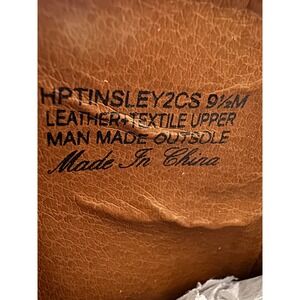 HPTINSLEY2CS 9½M
LEATHER+TEXTILE UPPER
MAN MADE OUTSOLE
Made In China